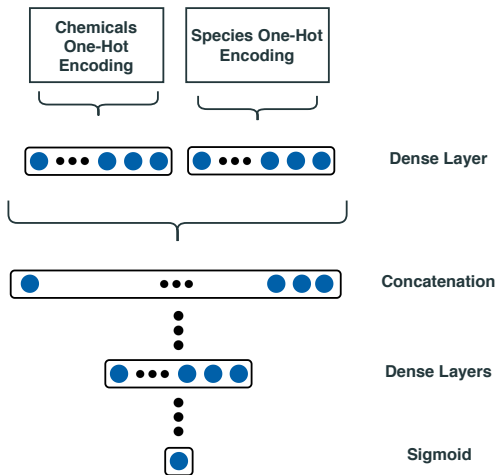 Chemicals
One-Hot
Encoding
Species One-Hot
Encoding
Dense Layer
Concatenation
Dense Layers
Sigmoid